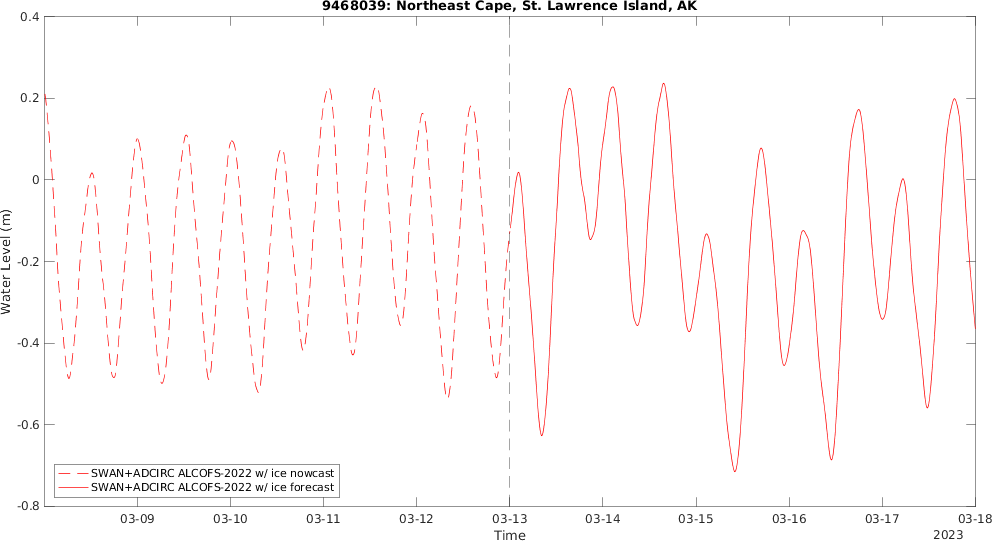 9468039: Northeast Cape, St. Lawrence Island, AK
0.4
0.2
0
-0.2
-0.4
-0.6
-0.8
Water Level (m)
SWAN+ADCIRC ALCOFS-2022 w/ ice nowcast
SWAN+ADCIRC ALCOFS-2022 w/ ice forecast
03-09 03-10 03-11 03-12 03-13 03-14 03-15 03-16 03-17 03-18
Time
2023